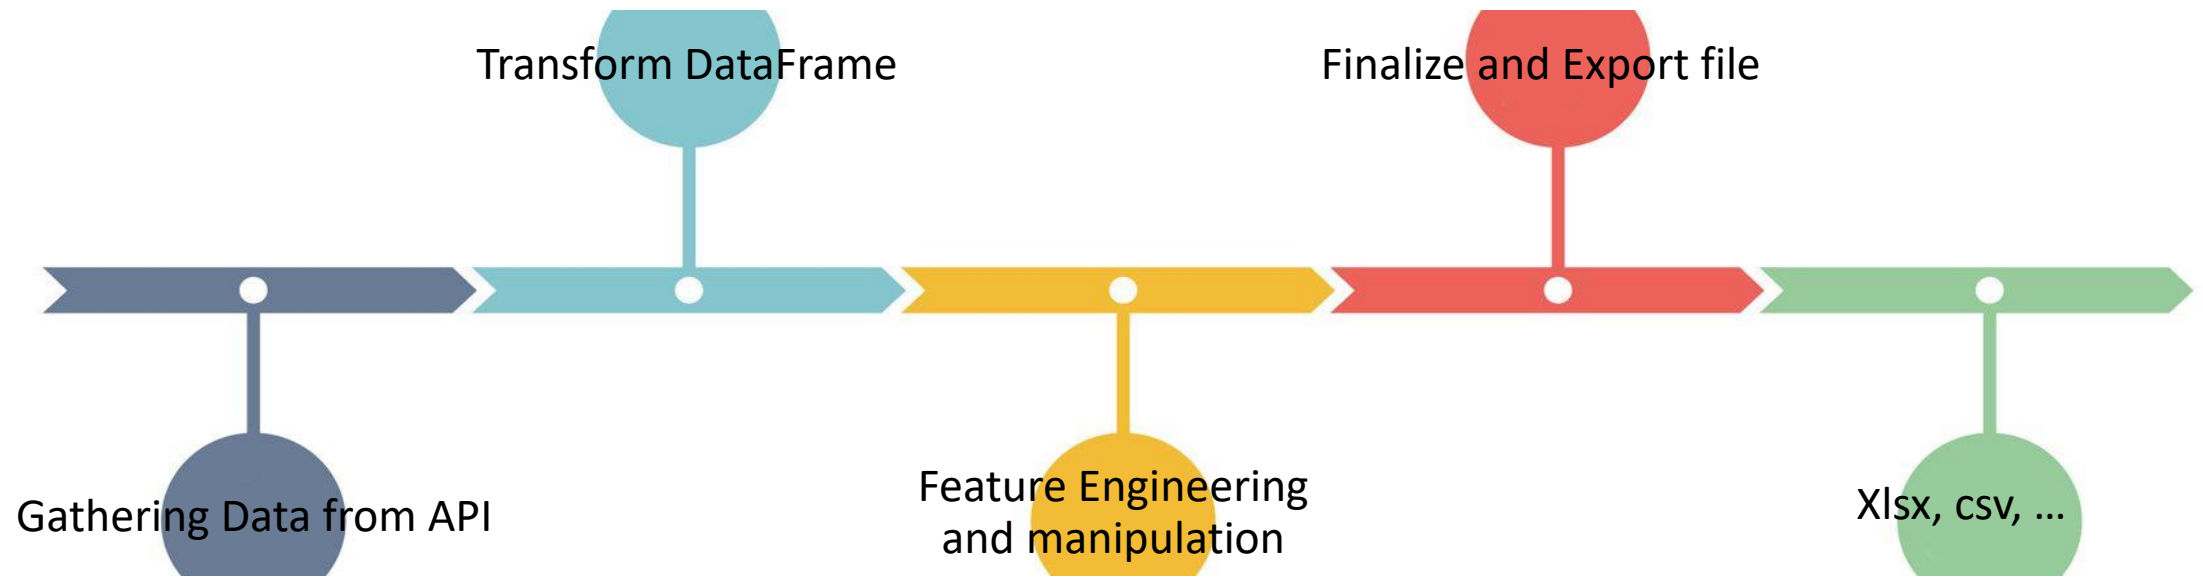 Transform DataFrame
Finalize and Export file
Gathering Data from API
Feature Engineering
and manipulation
Xlsx, csv, ...